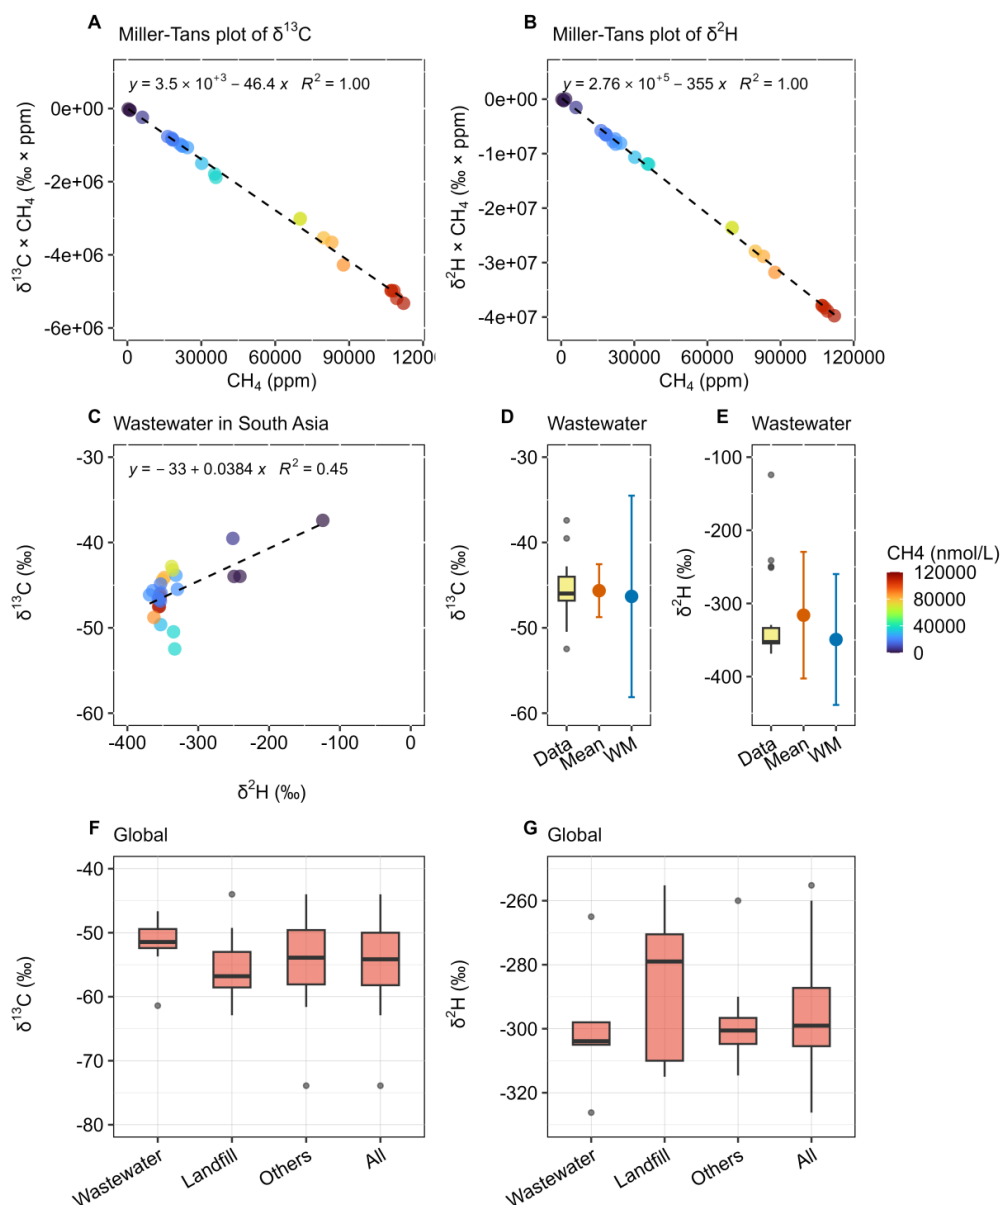 A Miller-Tans plot of δ¹³C
y = 3.5 × 10⁺³ − 46.4 x R² = 1.00
0e+00
-2e+06
-4e+06
-6e+06
δ¹³C × CH₄ (‰ × ppm)
0 30000 60000 90000 12000
CH₄ (ppm)
B Miller-Tans plot of δ²H
y = 2.76 × 10⁺⁵ − 355 x R² = 1.00
0e+00
-1e+07
-2e+07
-3e+07
-4e+07
δ²H × CH₄ (‰ × ppm)
0 30000 60000 90000 120000
CH₄ (ppm)
C Wastewater in South Asia
y = − 33 + 0.0384 x R² = 0.45
-30
-40
-50
-60
δ¹³C (‰)
-400 -300 -200 -100 0
δ²H (‰)
D Wastewater
-30
-40
-50
-60
δ¹³C (‰)
Data Mean WM
E Wastewater
-100
-200
-300
-400
δ²H (‰)
Data Mean WM
CH4 (nmol/L)
120000
80000
40000
0
F Global
-40
-50
-60
-70
-80
δ¹³C (‰)
Wastewater Landfill Others All
G Global
-260
-280
-300
-320
δ²H (‰)
Wastewater Landfill Others All